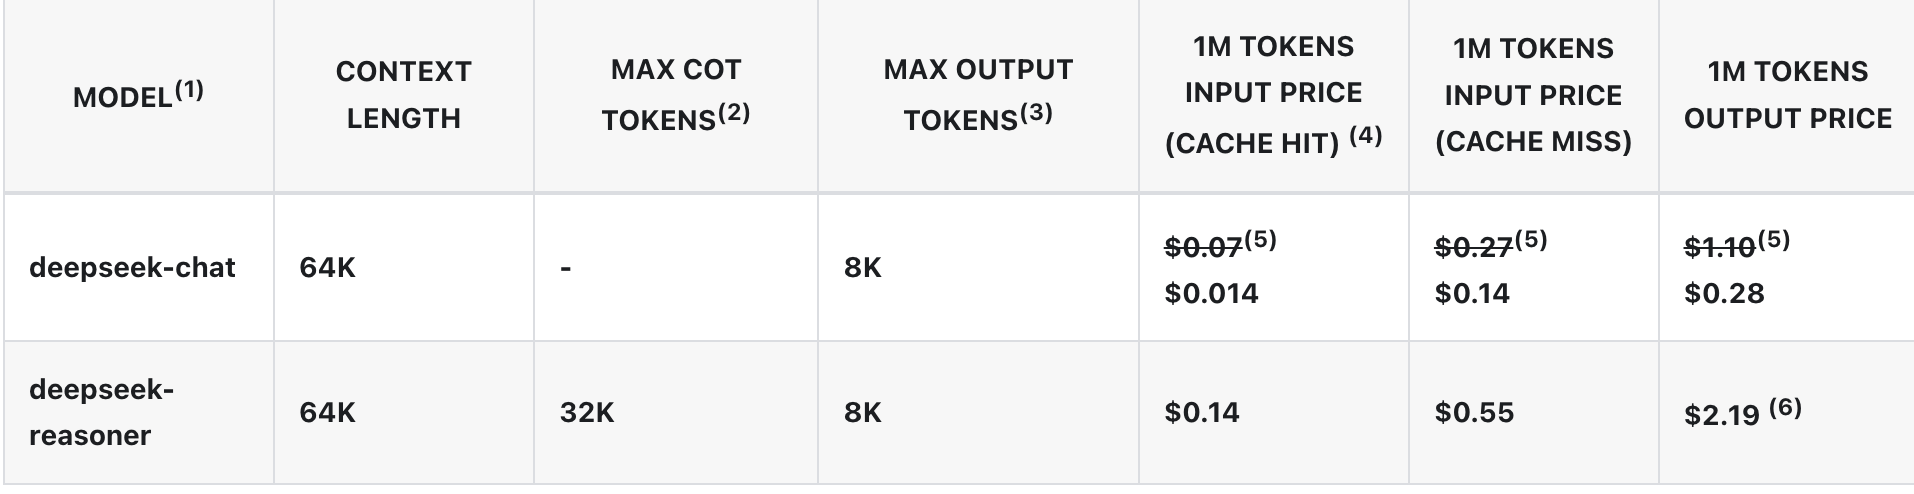 MODEL(1)
CONTEXT
LENGTH
MAX COT
TOKENS(2)
MAX OUTPUT
TOKENS(3)
1M TOKENS
INPUT PRICE
(CACHE HIT) (4)
1M TOKENS
INPUT PRICE
(CACHE MISS)
1M TOKENS
OUTPUT PRICE
deepseek-chat
64K
-
8K
$0.07(5)
$0.014
$0.27(5)
$0.14
$1.10(5)
$0.28
deepseek-
reasoner
64K
32K
8K
$0.14
$0.55
$2.19 (6)